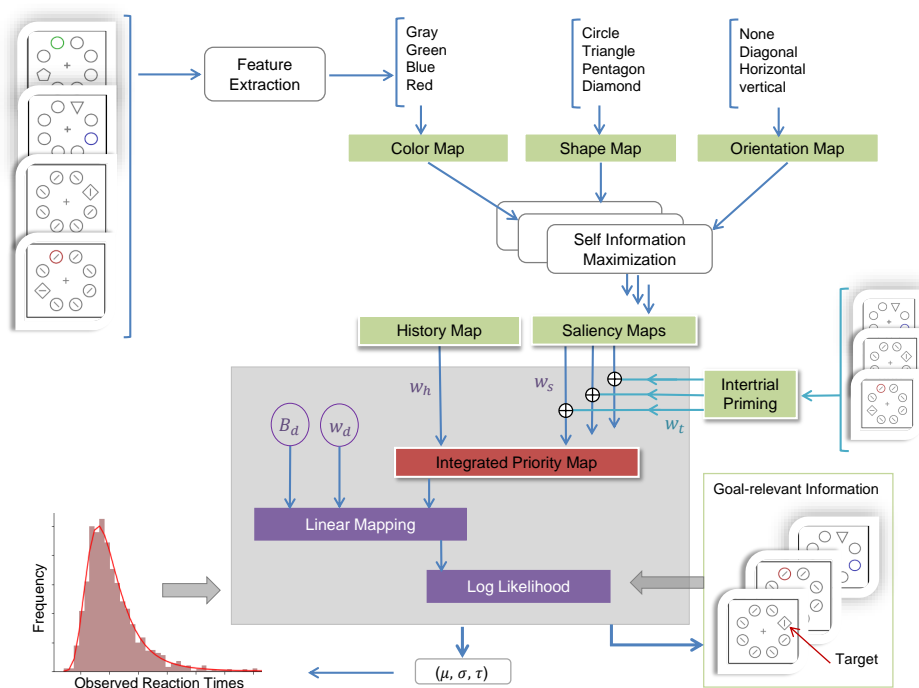 Feature
Extraction
Gray
Green
Blue
Red
Circle
Triangle
Pentagon
Diamond
None
Diagonal
Horizontal
vertical
Color Map
Shape Map
Orientation Map
Self Information
Maximization
History Map
Saliency Maps
Intertrial
Priming
w_h
w_s
w_t
B_d
w_d
Integrated Priority Map
Linear Mapping
Log Likelihood
Goal-relevant Information
Target
Frequency
Observed Reaction Times
(μ, σ, τ)